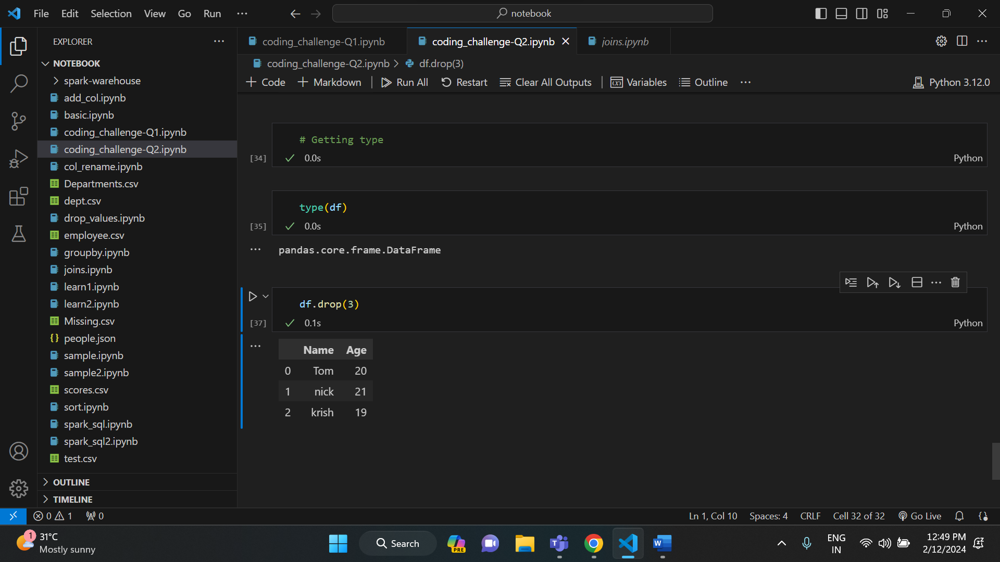 File Edit Selection View Go Run ...
notebook
EXPLORER ...
NOTEBOOK
spark-warehouse
add_col.ipynb
basic.ipynb
coding_challenge-Q1.ipynb
coding_challenge-Q2.ipynb
col_rename.ipynb
Departments.csv
dept.csv
drop_values.ipynb
employee.csv
groupby.ipynb
joins.ipynb
learn1.ipynb
learn2.ipynb
Missing.csv
people.json
sample.ipynb
sample2.ipynb
scores.csv
sort.ipynb
spark_sql.ipynb
spark_sql2.ipynb
test.csv
OUTLINE
TIMELINE
coding_challenge-Q1.ipynb coding_challenge-Q2.ipynb joins.ipynb
coding_challenge-Q2.ipynb > df.drop(3)
+ Code + Markdown | Run All Restart Clear All Outputs | Variables Outline ... Python 3.12.0
# Getting type
[34] 0.0s Python
type(df)
[35] 0.0s Python
... pandas.core.frame.DataFrame
df.drop(3)
[37] 0.1s Python
... Name Age
0 Tom 20
1 nick 21
2 krish 19
0 1 0 Ln 1, Col 10 Spaces: 4 CRLF Cell 32 of 32 Go Live
1 31°C
Mostly sunny
Search
PRE
T
W
ENG
IN
12:49 PM
2/12/2024